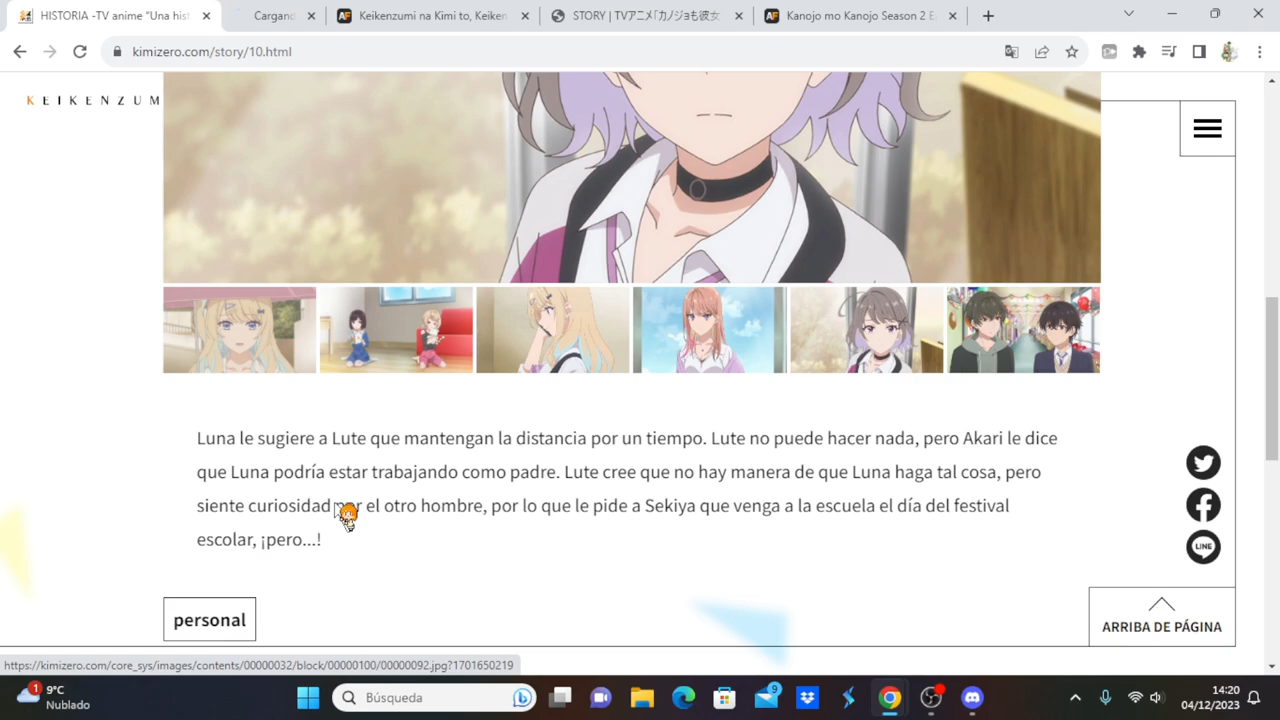 HISTORIA -TV anime "Una hist
Cargand
Keikenzumi na Kimi to, Keiken
STORY | TVアニメ「カノジョも彼女
Kanojo mo Kanojo Season 2 E
kimizero.com/story/10.html
KEIKENZUM
Luna le sugiere a Lute que mantengan la distancia por un tiempo. Lute no puede hacer nada, pero Akari le dice
que Luna podría estar trabajando como padre. Lute cree que no hay manera de que Luna haga tal cosa, pero
siente curiosidad por el otro hombre, por lo que le pide a Sekiya que venga a la escuela el día del festival
escolar, ¡pero...!
LINE
personal
ARRIBA DE PÁGINA
https://kimizero.com/core_sys/images/contents/00000032/block/00000100/00000092.jpg?1701650219
1
9°C
Nublado
Búsqueda
9
14:20
04/12/2023